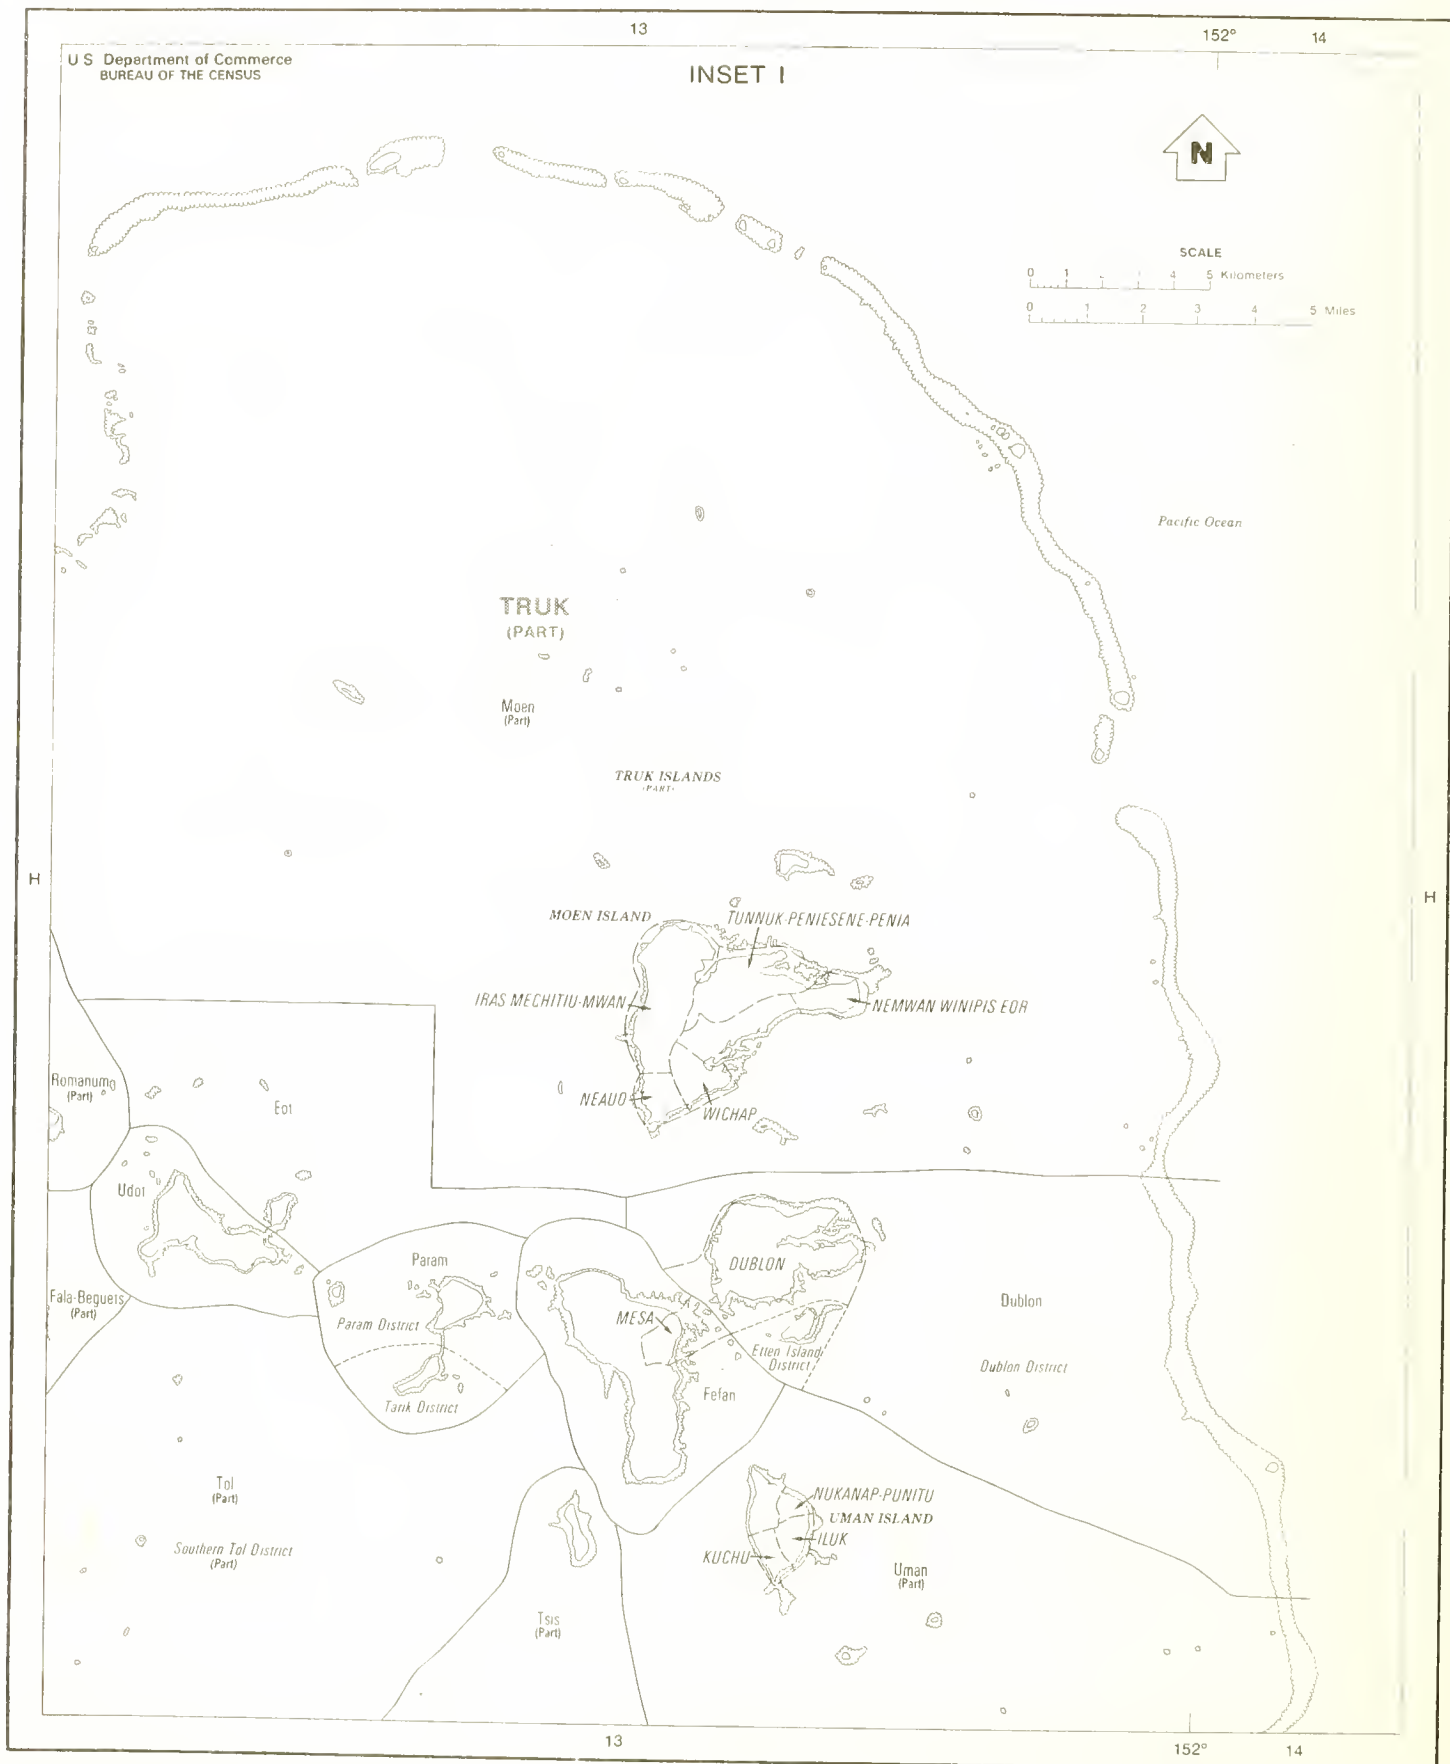 13
152°
14
U S Department of Commerce
BUREAU OF THE CENSUS
INSET I
N
SCALE
0 1 4 5 Kilometers
0 1 2 3 4 5 Miles
Pacific Ocean
TRUK
(PART)
Moen
(Part)
TRUK ISLANDS
-PART-
H
H
MOEN ISLAND
TUNNUK-PENIESENE-PENIA
IRAS MECHITIU-MWAN
NEMWAN WINIPIS EOR
Romanum
(Part)
Eot
NEAUO
WICHAP
Udot
Param
DUBLON
Fala-Beguets
(Part)
Param District
MESA
Dublon
Etten Island
District
Dublon District
Tarik District
Fefan
Tol
(Part)
NUKANAP-PUNITU
UMAN ISLAND
Southern Tol District
(Part)
ILUK
KUCHU
Uman
(Part)
Tsis
(Part)
13
152°
14